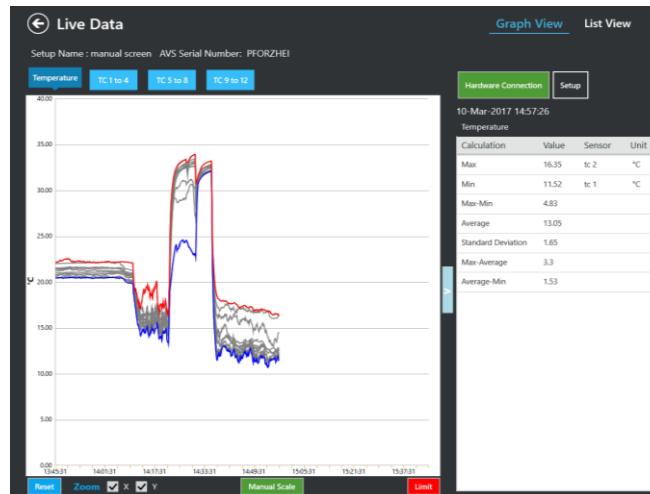 Live Data
Graph View List View
Setup Name : manual screen AVS Serial Number: PFORZHEI
Temperature TC 1 to 4 TC 5 to 8 TC 9 to 12
Hardware Connection Setup
10-Mar-2017 14:57:26
Temperature
Calculation Value Sensor Unit
Max 16.35 tc 2 °C
Min 11.52 tc 1 °C
Max-Min 4.83
Average 13.05
Standard Deviation 1.65
Max-Average 3.3
Average-Min 1.53
>
40.00
35.00
30.00
25.00
°C
20.00
15.00
10.00
5.00
0.00
13:45:31 14:01:31 14:17:31 14:33:31 14:49:31 15:05:31 15:21:31 15:37:31
Reset Zoom X Y Manual Scale Limit